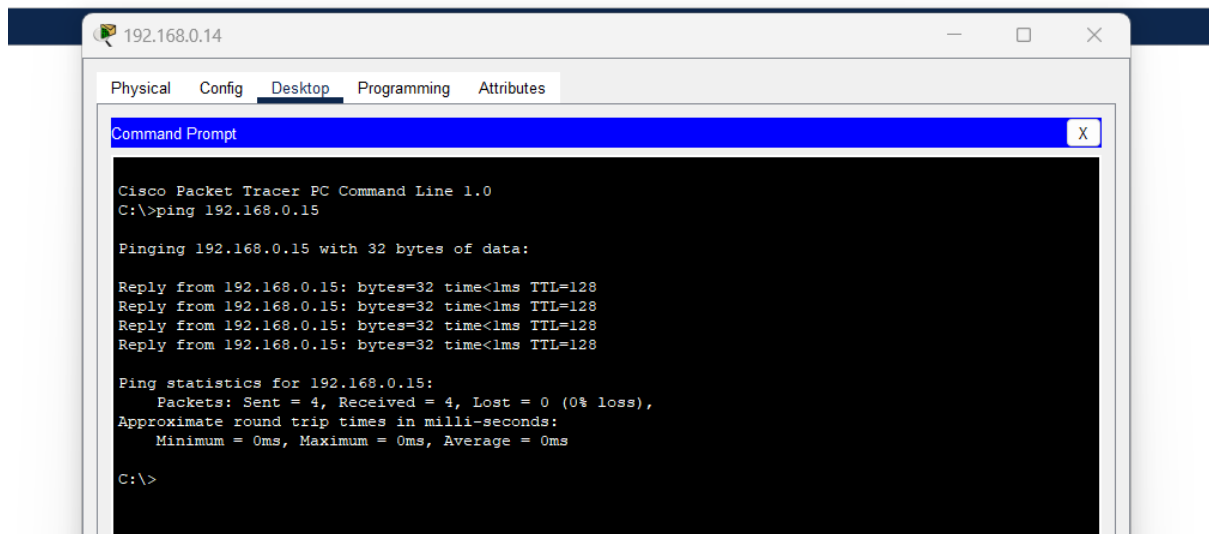 192.168.0.14
Physical Config Desktop Programming Attributes
Command Prompt X
Cisco Packet Tracer PC Command Line 1.0
C:\>ping 192.168.0.15
Pinging 192.168.0.15 with 32 bytes of data:
Reply from 192.168.0.15: bytes=32 time<1ms TTL=128
Reply from 192.168.0.15: bytes=32 time<1ms TTL=128
Reply from 192.168.0.15: bytes=32 time<1ms TTL=128
Reply from 192.168.0.15: bytes=32 time<1ms TTL=128
Ping statistics for 192.168.0.15:
Packets: Sent = 4, Received = 4, Lost = 0 (0% loss),
Approximate round trip times in milli-seconds:
Minimum = 0ms, Maximum = 0ms, Average = 0ms
C:\>